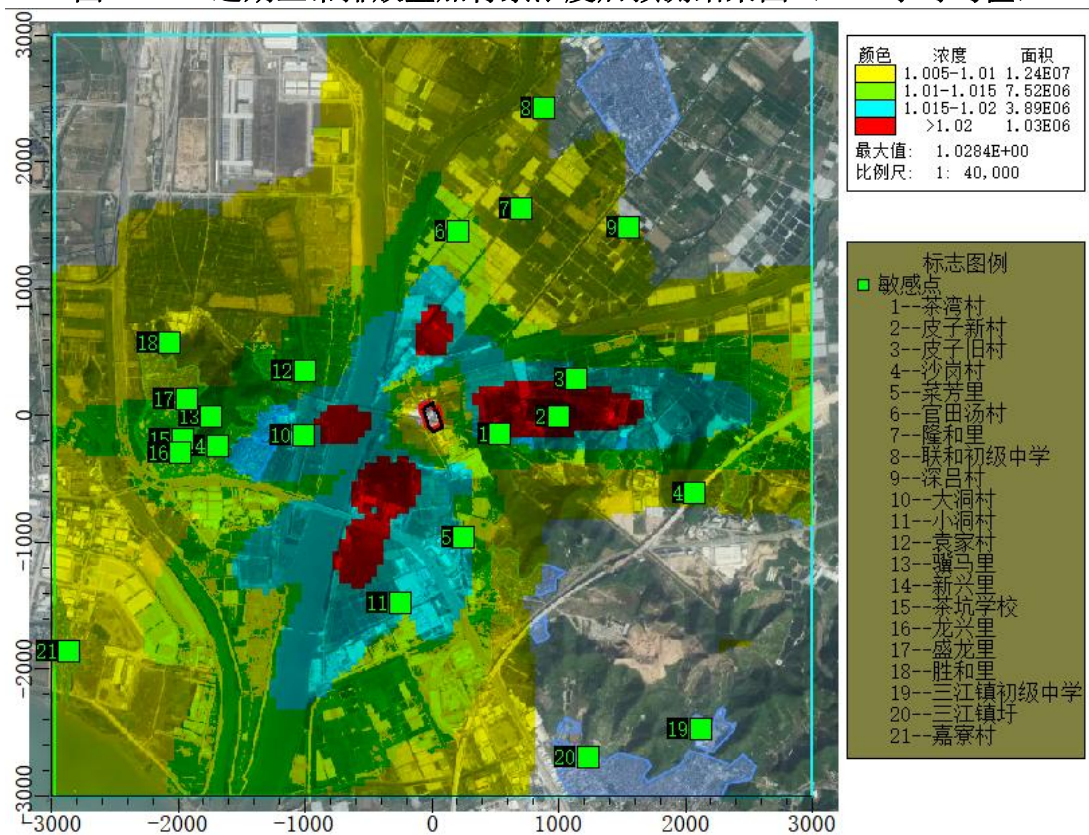 颜色 浓度 面积
1.005-1.01 1.24E07
1.01-1.015 7.52E06
1.015-1.02 3.89E06
>1.02 1.03E06
最大值: 1.0284E+00
比例尺: 1: 40,000
标志图例
敏感点
1--茶湾村
2--皮子新村
3--皮子旧村
4--沙岗村
5--菜芳里
6--官田汤村
7--隆和里
8--联和初级中学
9--深吕村
10--大洞村
11--小洞村
12--袁家村
13--骥马里
14--新兴里
15--茶坑学校
16--龙兴里
17--盛龙里
18--胜和里
19--三江镇初级中学
20--三江镇圩
21--嘉寮村
3000
2000
1000
0
-1000
-2000
-3000
-3000 -2000 -1000 0 1000 2000 3000
8
7
9
6
18
12
3
17
13
2
1
10
15
4
16
4
5
11
21
19
20